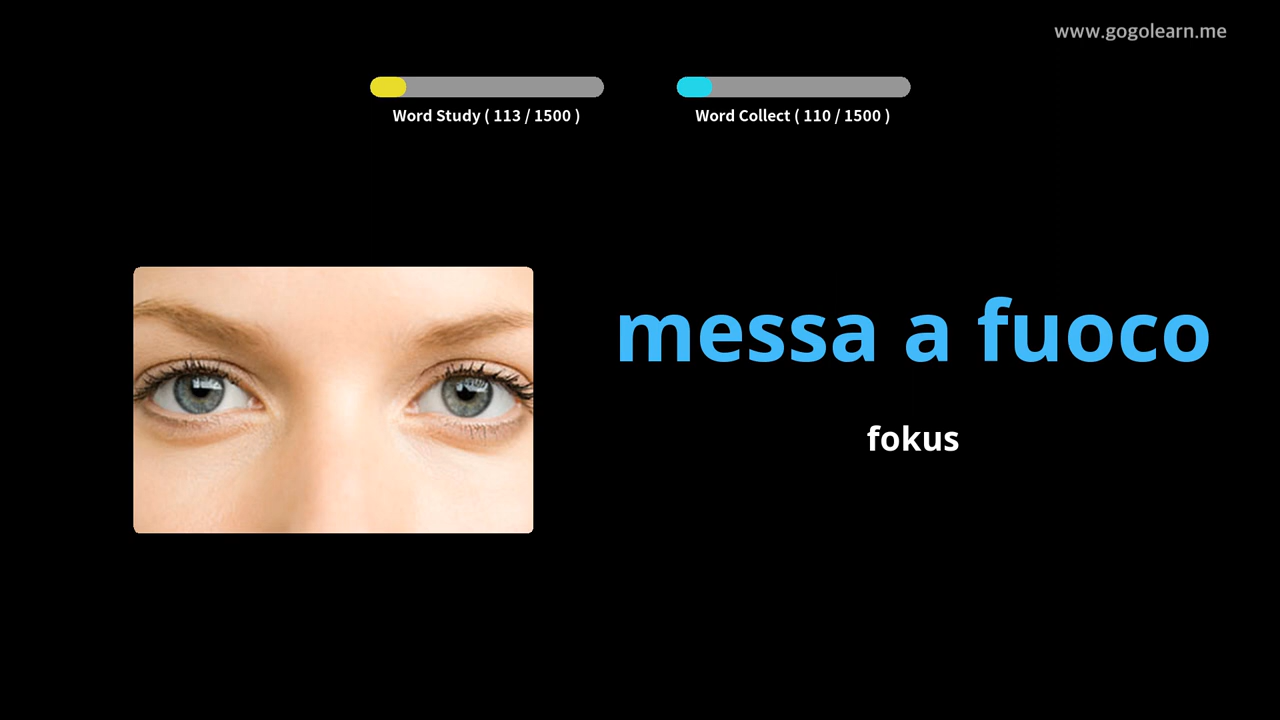 www.gogolearn.me
Word Study ( 113 / 1500 )
Word Collect ( 110 / 1500 )
messa a fuoco
fokus